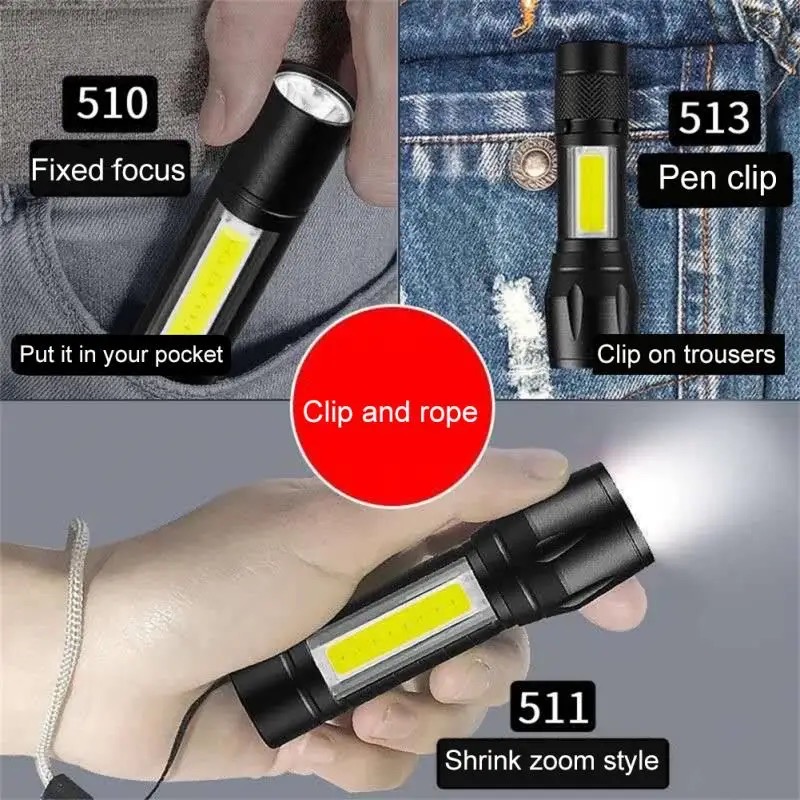 510
Fixed focus
Put it in your pocket
513
Pen clip
Clip on trousers
Clip and rope
511
Shrink zoom style